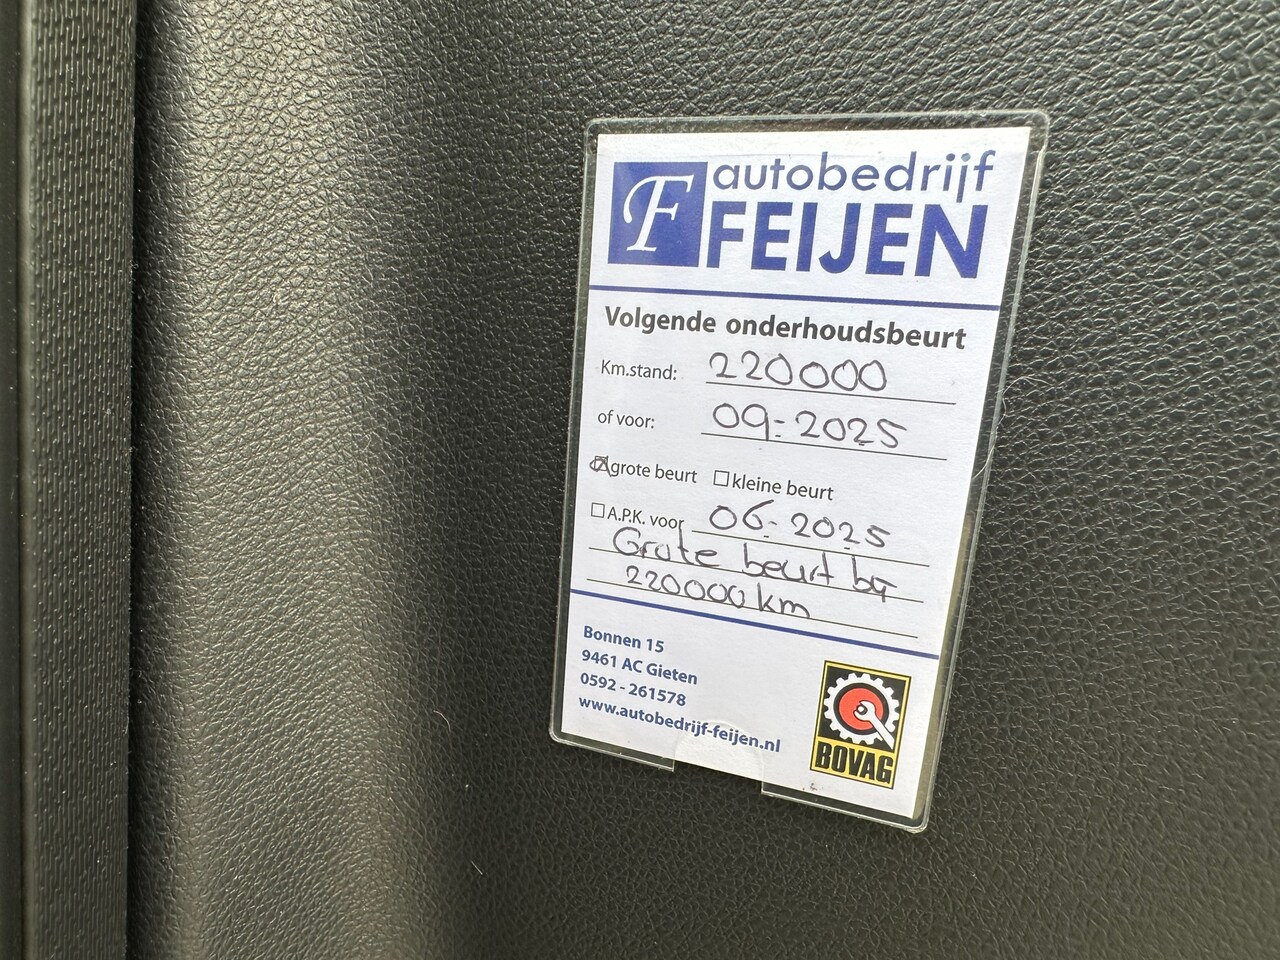 F autobedrijf
FEIJEN
Volgende onderhoudsbeurt
Km.stand: 220000
of voor: 09-2025
grote beurt kleine beurt
A.P.K. voor 06-2025
Grote beurt bij
220000 km
Bonnen 15
9461 AC Gieten
0592 - 261578
www.autobedrijf-feijen.nl
BOVAG